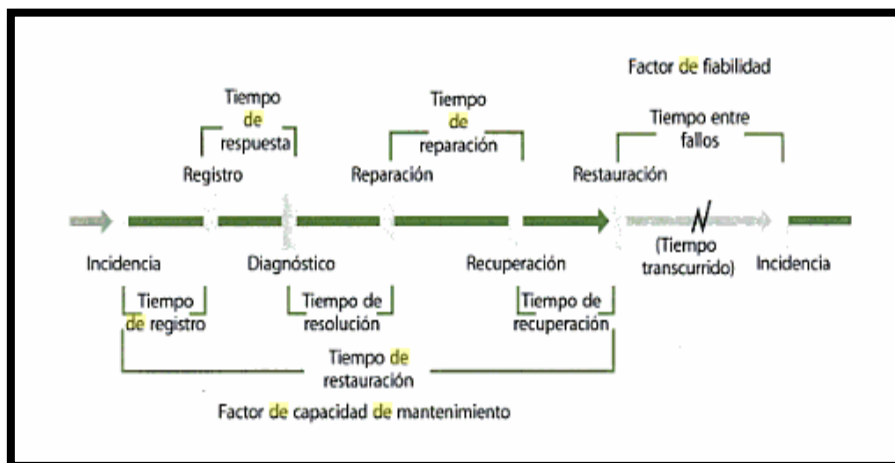 Factor de fiabilidad
Tiempo
de
respuesta
Tiempo
de
reparación
Tiempo entre
fallos
Registro
Reparación
Restauración
Incidencia
Diagnóstico
Recuperación
(Tiempo
transcurrido)
Incidencia
Tiempo
de registro
Tiempo de
resolución
Tiempo de
recuperación
Tiempo de
restauración
Factor de capacidad de mantenimiento